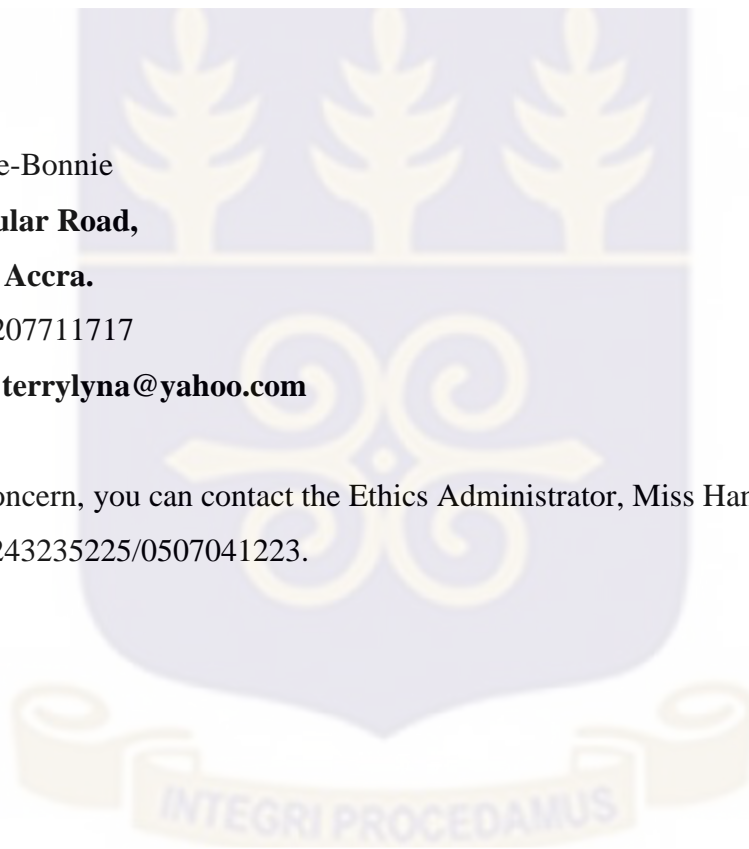 e-Bonnie
ular Road,
Accra.
207711717
terrylyna@yahoo.com
oncern, you can contact the Ethics Administrator, Miss Han
243235225/0507041223.
INTEGRI PROCEDAMUS